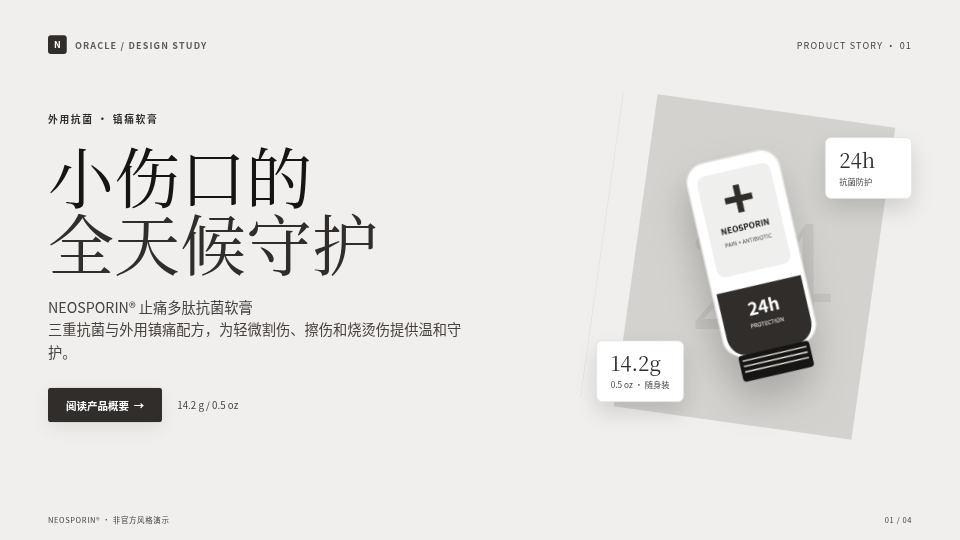 N ORACLE / DESIGN STUDY
PRODUCT STORY • 01
外用抗菌 • 镇痛软膏
小伤口的
全天候守护
NEOSPORIN® 止痛多肽抗菌软膏
三重抗菌与外用镇痛配方，为轻微割伤、擦伤和烧烫伤提供温和守
护。
阅读产品概要 →
14.2 g / 0.5 oz
24h
抗菌防护
NEOSPORIN
PAIN + ANTIBIOTIC
24h
PROTECTION
14.2g
0.5 oz • 随身装
NEOSPORIN® • 非官方风格演示
01 / 04